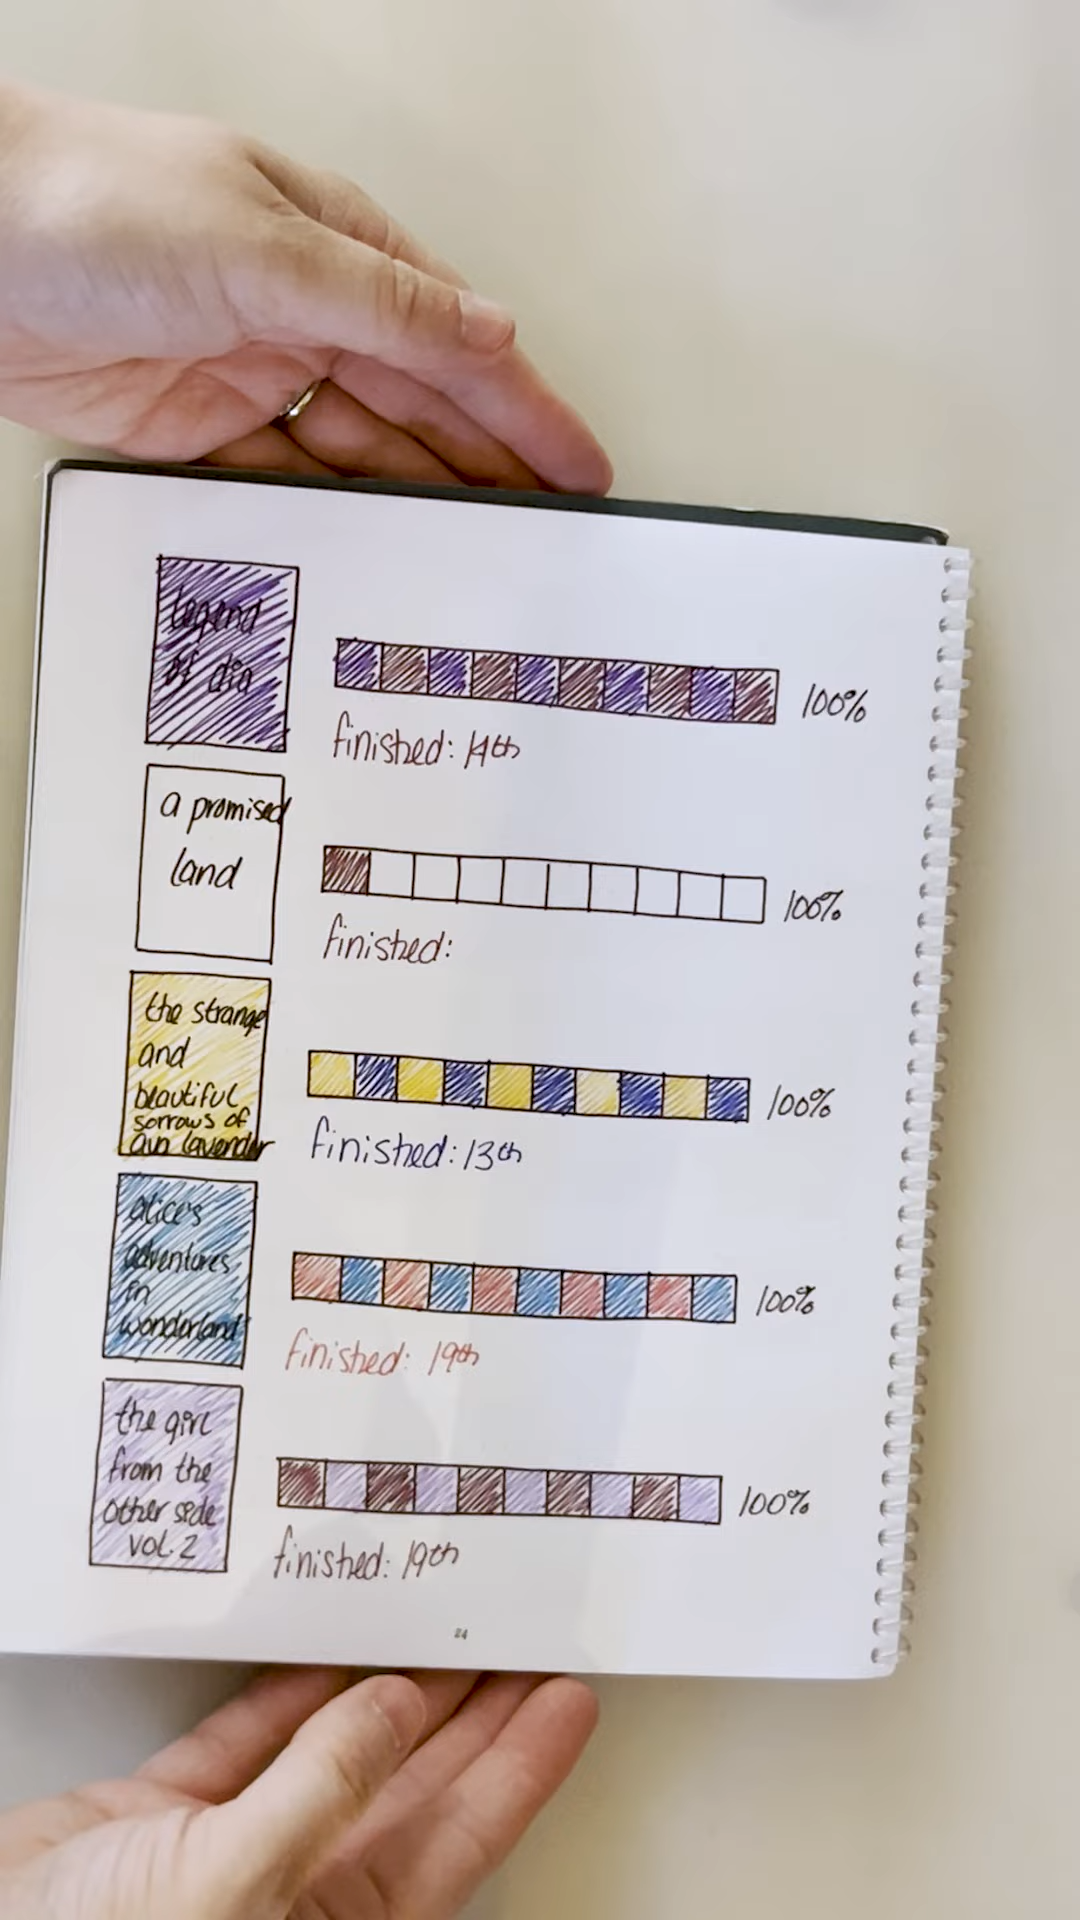 legend
of dia
100%
finished: 14th
a promised
land
100%
finished:
the strange
and
beautiful
sorrows of
ava lavender
100%
finished: 13th
alice's
adventures
in
wonderland
100%
finished: 19th
the girl
from the
other side
vol. 2
100%
finished: 19th
84